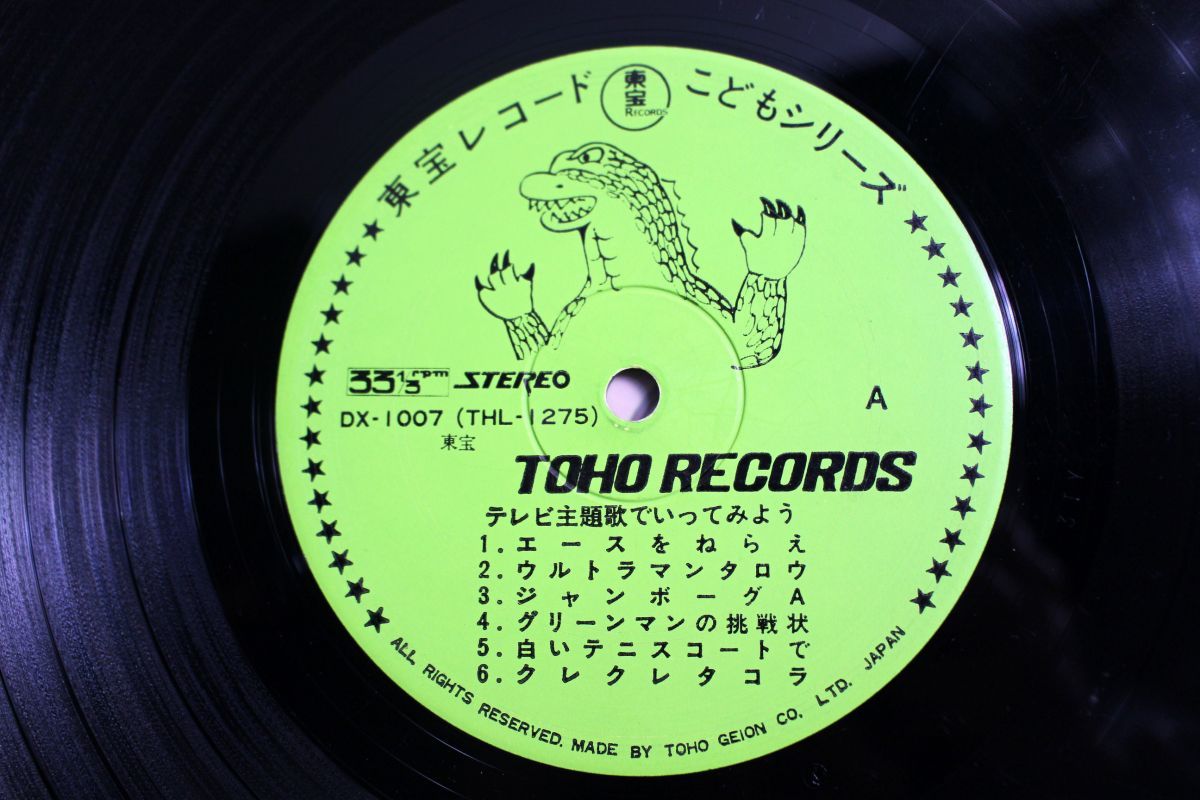 東宝レコード 東宝 RECORDS こどもシリーズ
33 1/3 rpm STEREO
DX-1007 (THL-1275)
東宝
A
TOHO RECORDS
テレビ主題歌でいってみよう
1. エースをねらえ
2. ウルトラマンタロウ
3. ジャンボーグA
4. グリーンマンの挑戦状
5. 白いテニスコートで
6. クレクレタコラ
ALL RIGHTS RESERVED. MADE BY TOHO GEION CO, LTD. JAPAN